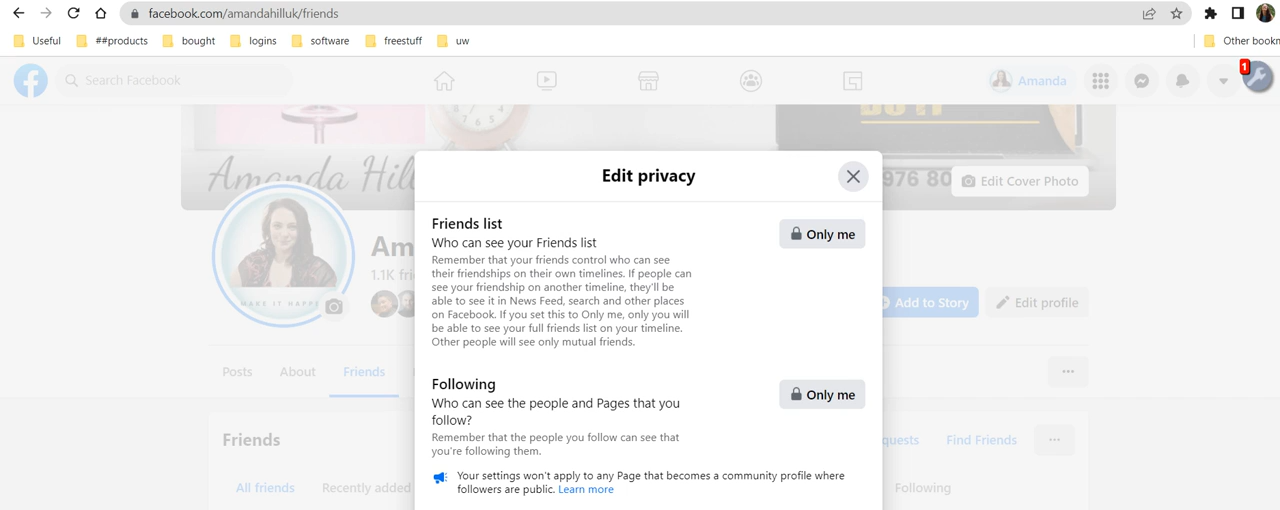 facebook.com/amandahilluk/friends
Useful ##products bought logins software freestuff uw Other bookm
Search Facebook Amanda 1
Amanda Hill
976 80 Edit Cover Photo
Edit privacy
Friends list
Who can see your Friends list
Only me
Remember that your friends control who can see
their friendships on their own timelines. If people can
see your friendship on another timeline, they'll be
able to see it in News Feed, search and other places
on Facebook. If you set this to Only me, only you will
be able to see your full friends list on your timeline.
Other people will see only mutual friends.
Am
1.1K frie
MAKE IT HAPPE
Add to Story Edit profile
Posts About Friends
Following
Who can see the people and Pages that you
follow?
Only me
Remember that the people you follow can see that
you're following them.
Your settings won't apply to any Page that becomes a community profile where
followers are public. Learn more
Friends quests Find Friends
All friends Recently added Following